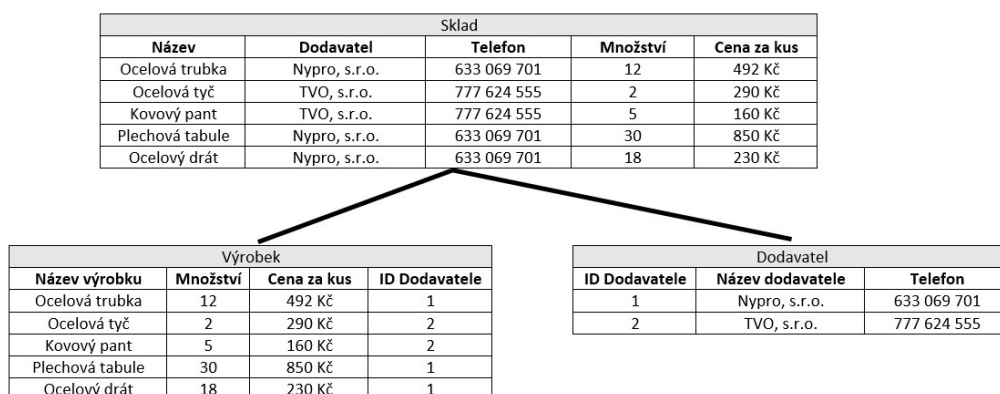 Sklad
Název Dodavatel Telefon Množství Cena za kus
Ocelová trubka Nypro, s.r.o. 633 069 701 12 492 Kč
Ocelová tyč TVO, s.r.o. 777 624 555 2 290 Kč
Kovový pant TVO, s.r.o. 777 624 555 5 160 Kč
Plechová tabule Nypro, s.r.o. 633 069 701 30 850 Kč
Ocelový drát Nypro, s.r.o. 633 069 701 18 230 Kč
Výrobek
Název výrobku Množství Cena za kus ID Dodavatele
Ocelová trubka 12 492 Kč 1
Ocelová tyč 2 290 Kč 2
Kovový pant 5 160 Kč 2
Plechová tabule 30 850 Kč 1
Ocelový drát 18 230 Kč 1
Dodavatel
ID Dodavatele Název dodavatele Telefon
1 Nypro, s.r.o. 633 069 701
2 TVO, s.r.o. 777 624 555